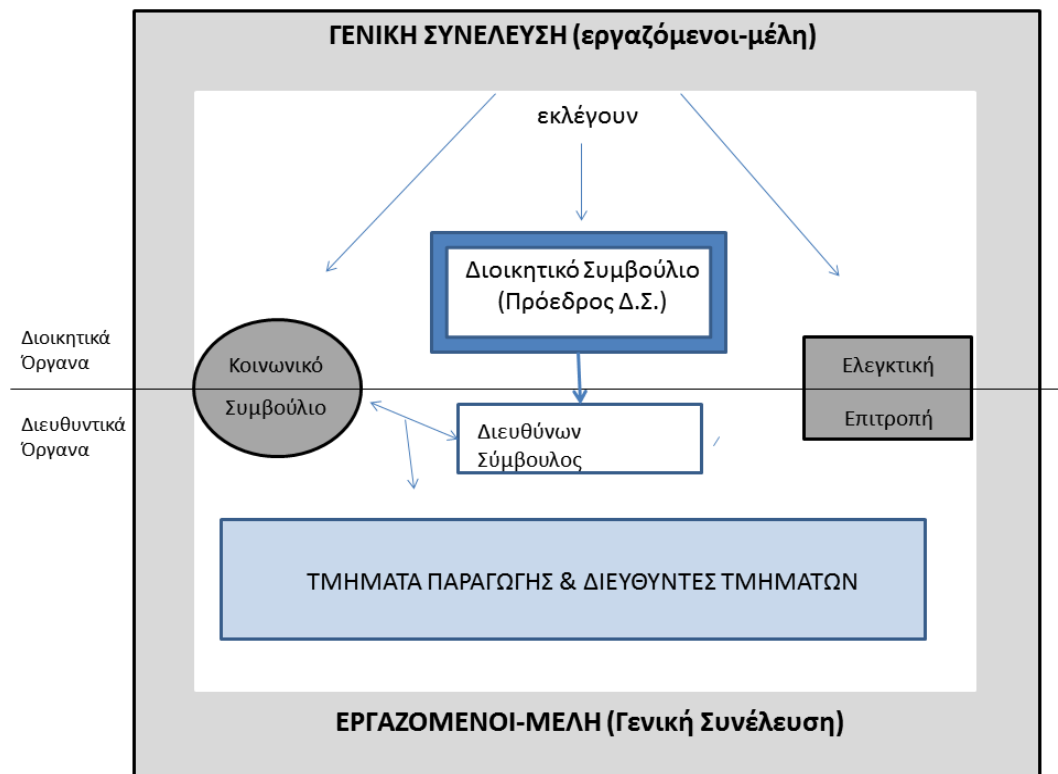 ΓΕΝΙΚΗ ΣΥΝΕΛΕΥΣΗ (εργαζόμενοι-μέλη)
εκλέγουν
Διοικητικό Συμβούλιο
(Πρόεδρος Δ.Σ.)
Διοικητικά
Όργανα
Κοινωνικό
Συμβούλιο
Ελεγκτική
Επιτροπή
Διευθυντικά
Όργανα
Διευθύνων
Σύμβουλος
ΤΜΗΜΑΤΑ ΠΑΡΑΓΩΓΗΣ & ΔΙΕΥΘΥΝΤΕΣ ΤΜΗΜΑΤΩΝ
ΕΡΓΑΖΟΜΕΝΟΙ-ΜΕΛΗ (Γενική Συνέλευση)